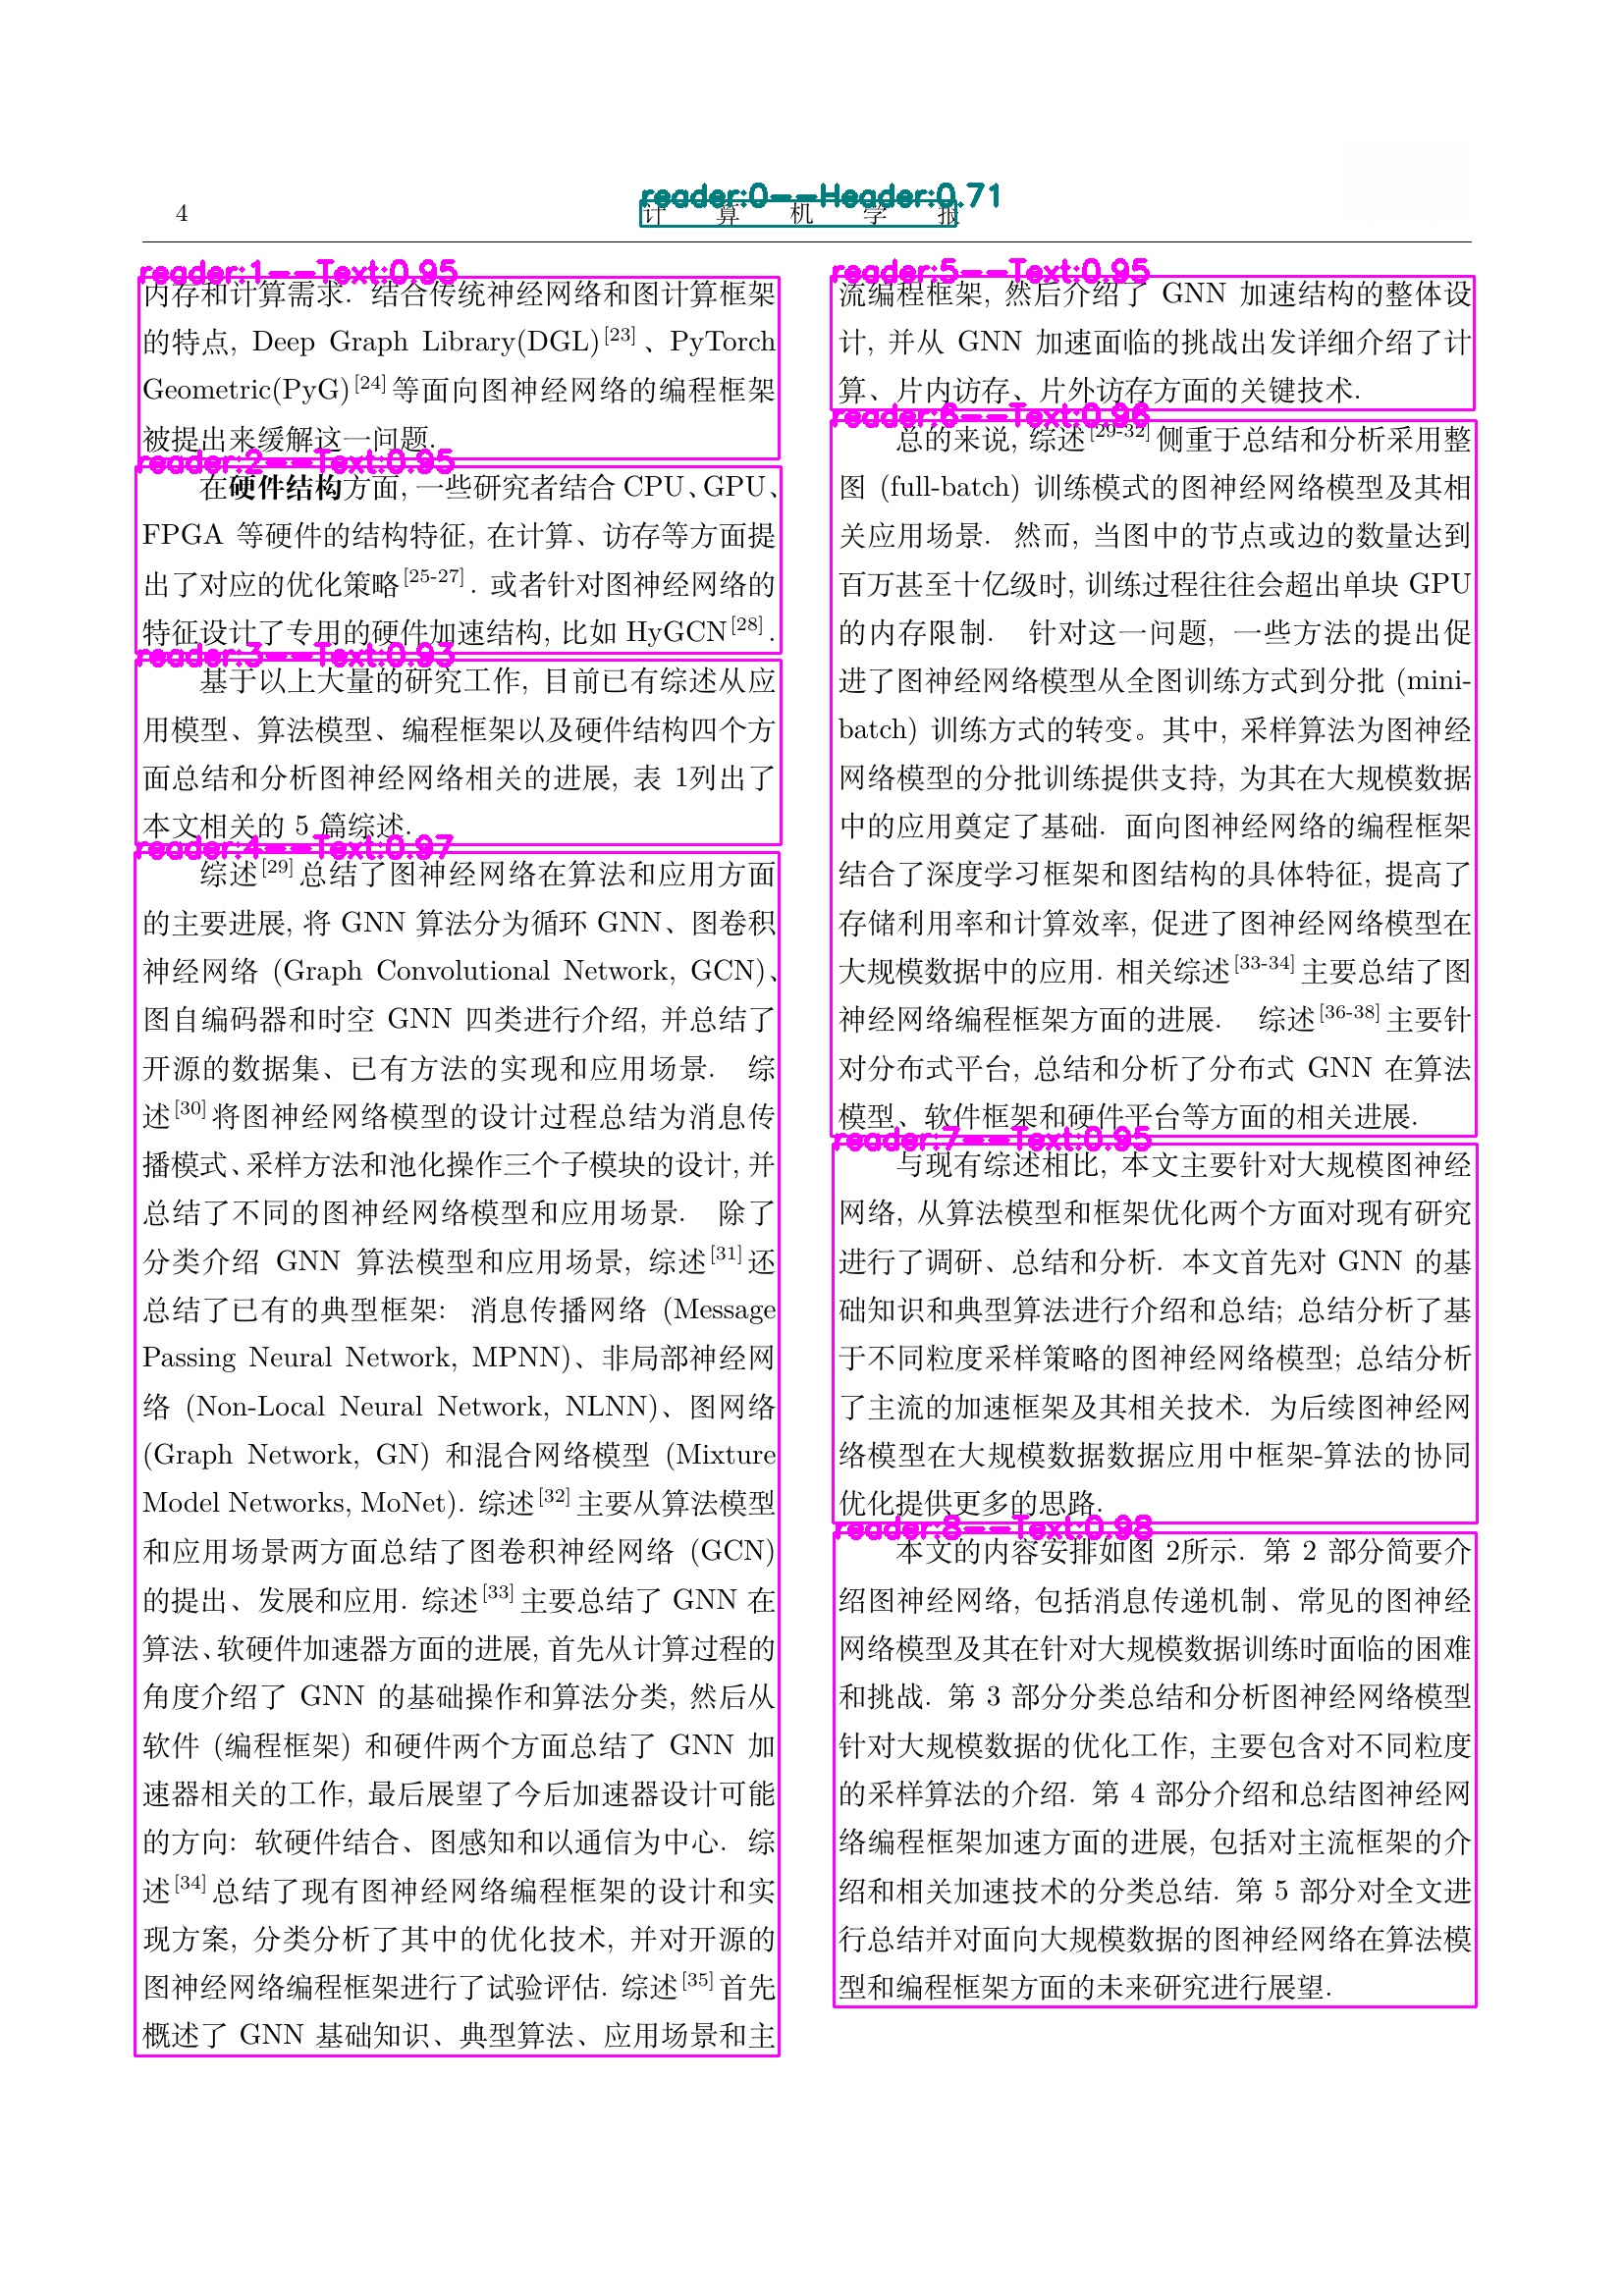 4
reader:0--Header:0.71
计 算 机 学 报
reader:1--Text:0.95
内存和计算需求. 结合传统神经网络和图计算框架
的特点, Deep Graph Library(DGL)[23]、PyTorch
Geometric(PyG)[24]等面向图神经网络的编程框架
被提出来缓解这一问题.
reader:2--Text:0.95
在硬件结构方面, 一些研究者结合 CPU、GPU、
FPGA 等硬件的结构特征, 在计算、访存等方面提
出了对应的优化策略[25-27]. 或者针对图神经网络的
特征设计了专用的硬件加速结构, 比如 HyGCN[28].
reader:3--Text:0.93
基于以上大量的研究工作, 目前已有综述从应
用模型、算法模型、编程框架以及硬件结构四个方
面总结和分析图神经网络相关的进展, 表 1列出了
本文相关的 5 篇综述.
reader:4--Text:0.97
综述[29]总结了图神经网络在算法和应用方面
的主要进展, 将 GNN 算法分为循环 GNN、图卷积
神经网络 (Graph Convolutional Network, GCN)、
图自编码器和时空 GNN 四类进行介绍, 并总结了
开源的数据集、已有方法的实现和应用场景. 综
述[30]将图神经网络模型的设计过程总结为消息传
播模式、采样方法和池化操作三个子模块的设计, 并
总结了不同的图神经网络模型和应用场景. 除了
分类介绍 GNN 算法模型和应用场景, 综述[31]还
总结了已有的典型框架: 消息传播网络 (Message
Passing Neural Network, MPNN)、非局部神经网
络 (Non-Local Neural Network, NLNN)、图网络
(Graph Network, GN) 和混合网络模型 (Mixture
Model Networks, MoNet). 综述[32]主要从算法模型
和应用场景两方面总结了图卷积神经网络 (GCN)
的提出、发展和应用. 综述[33]主要总结了 GNN 在
算法、软硬件加速器方面的进展, 首先从计算过程的
角度介绍了 GNN 的基础操作和算法分类, 然后从
软件 (编程框架) 和硬件两个方面总结了 GNN 加
速器相关的工作, 最后展望了今后加速器设计可能
的方向: 软硬件结合、图感知和以通信为中心. 综
述[34]总结了现有图神经网络编程框架的设计和实
现方案, 分类分析了其中的优化技术, 并对开源的
图神经网络编程框架进行了试验评估. 综述[35]首先
概述了 GNN 基础知识、典型算法、应用场景和主
reader:5--Text:0.95
流编程框架, 然后介绍了 GNN 加速结构的整体设
计, 并从 GNN 加速面临的挑战出发详细介绍了计
算、片内访存、片外访存方面的关键技术.
reader:6--Text:0.96
总的来说, 综述[29-32]侧重于总结和分析采用整
图 (full-batch) 训练模式的图神经网络模型及其相
关应用场景. 然而, 当图中的节点或边的数量达到
百万甚至十亿级时, 训练过程往往会超出单块 GPU
的内存限制. 针对这一问题, 一些方法的提出促
进了图神经网络模型从全图训练方式到分批 (mini-
batch) 训练方式的转变。其中, 采样算法为图神经
网络模型的分批训练提供支持, 为其在大规模数据
中的应用奠定了基础. 面向图神经网络的编程框架
结合了深度学习框架和图结构的具体特征, 提高了
存储利用率和计算效率, 促进了图神经网络模型在
大规模数据中的应用. 相关综述[33-34]主要总结了图
神经网络编程框架方面的进展. 综述[36-38]主要针
对分布式平台, 总结和分析了分布式 GNN 在算法
模型、软件框架和硬件平台等方面的相关进展.
reader:7--Text:0.95
与现有综述相比, 本文主要针对大规模图神经
网络, 从算法模型和框架优化两个方面对现有研究
进行了调研、总结和分析. 本文首先对 GNN 的基
础知识和典型算法进行介绍和总结; 总结分析了基
于不同粒度采样策略的图神经网络模型; 总结分析
了主流的加速框架及其相关技术. 为后续图神经网
络模型在大规模数据数据应用中框架-算法的协同
优化提供更多的思路.
reader:8--Text:0.98
本文的内容安排如图 2所示. 第 2 部分简要介
绍图神经网络, 包括消息传递机制、常见的图神经
网络模型及其在针对大规模数据训练时面临的困难
和挑战. 第 3 部分分类总结和分析图神经网络模型
针对大规模数据的优化工作, 主要包含对不同粒度
的采样算法的介绍. 第 4 部分介绍和总结图神经网
络编程框架加速方面的进展, 包括对主流框架的介
绍和相关加速技术的分类总结. 第 5 部分对全文进
行总结并对面向大规模数据的图神经网络在算法模
型和编程框架方面的未来研究进行展望.